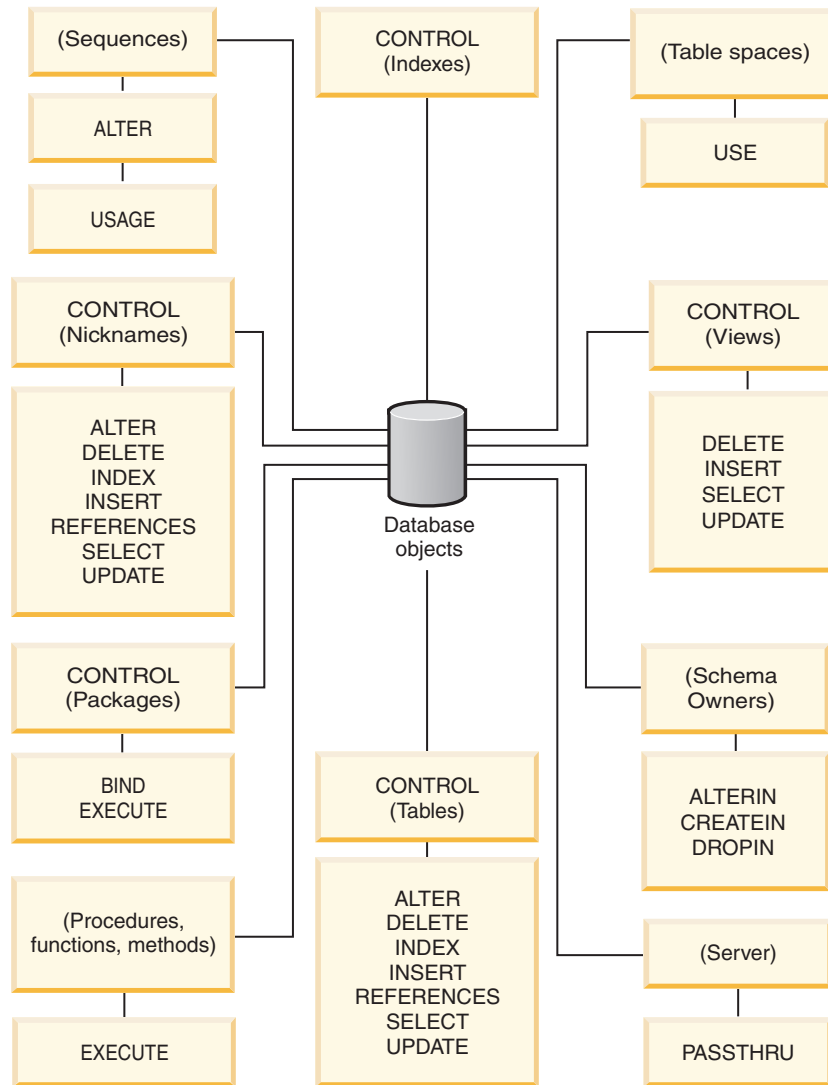 (Sequences)
ALTER
USAGE
CONTROL
(Indexes)
(Table spaces)
USE
CONTROL
(Nicknames)
ALTER
DELETE
INDEX
INSERT
REFERENCES
SELECT
UPDATE
CONTROL
(Views)
DELETE
INSERT
SELECT
UPDATE
Database
objects
CONTROL
(Packages)
BIND
EXECUTE
(Schema
Owners)
ALTERIN
CREATEIN
DROPIN
CONTROL
(Tables)
ALTER
DELETE
INDEX
INSERT
REFERENCES
SELECT
UPDATE
(Procedures,
functions, methods)
EXECUTE
(Server)
PASSTHRU